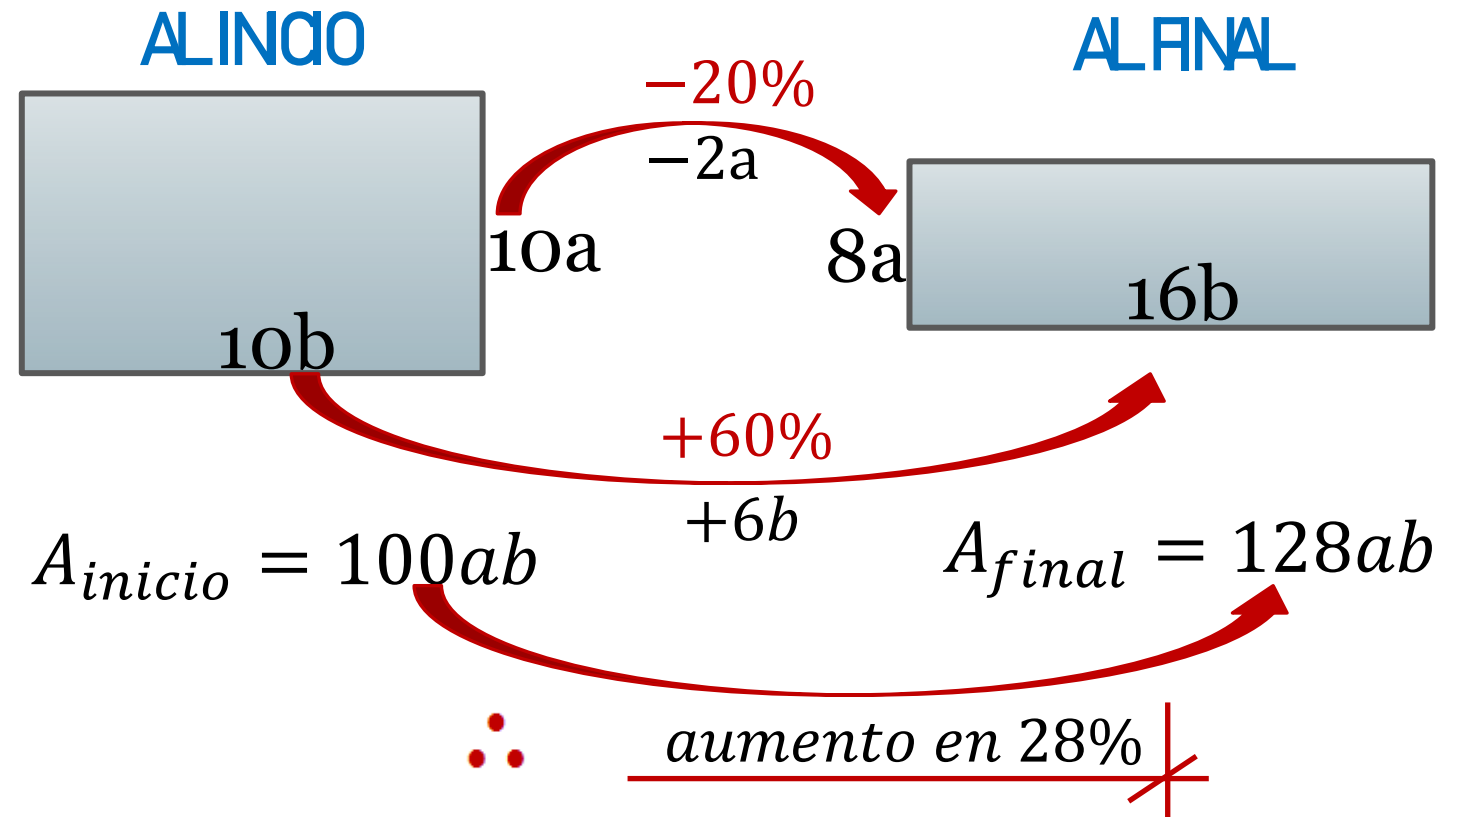 AL INICIO
AL FINAL
−20%
−2a
10a
8a
10b
16b
+60%
+6b
A_inicio = 100ab
A_final = 128ab
∴ aumento en 28%